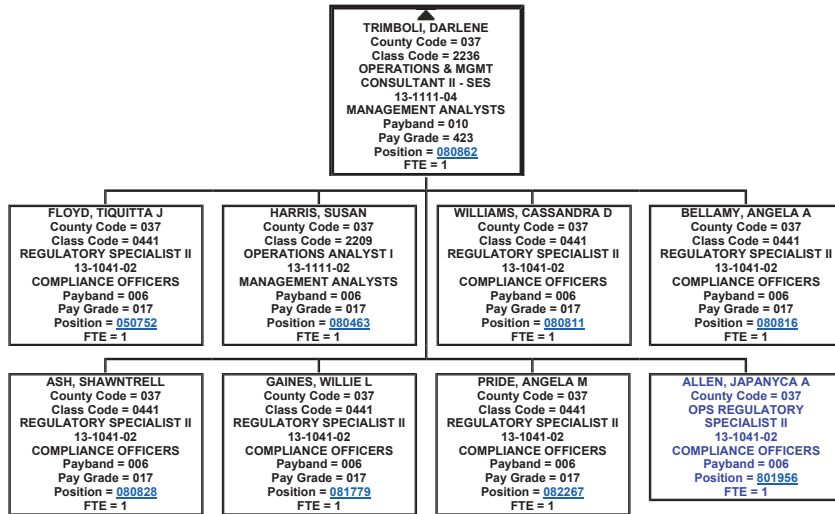 TRIMBOLI, DARLENE
County Code = 037
Class Code = 2236
OPERATIONS & MGMT
CONSULTANT II - SES
13-1111-04
MANAGEMENT ANALYSTS
Payband = 010
Pay Grade = 423
Position = 080862
FTE = 1
FLOYD, TIQUITTA J
County Code = 037
Class Code = 0441
REGULATORY SPECIALIST II
13-1041-02
COMPLIANCE OFFICERS
Payband = 006
Pay Grade = 017
Position = 050752
FTE = 1
HARRIS, SUSAN
County Code = 037
Class Code = 2209
OPERATIONS ANALYST I
13-1111-02
MANAGEMENT ANALYSTS
Payband = 006
Pay Grade = 017
Position = 080463
FTE = 1
WILLIAMS, CASSANDRA D
County Code = 037
Class Code = 0441
REGULATORY SPECIALIST II
13-1041-02
COMPLIANCE OFFICERS
Payband = 006
Pay Grade = 017
Position = 080811
FTE = 1
BELLAMY, ANGELA A
County Code = 037
Class Code = 0441
REGULATORY SPECIALIST II
13-1041-02
COMPLIANCE OFFICERS
Payband = 006
Pay Grade = 017
Position = 080816
FTE = 1
ASH, SHAWNTRELL
County Code = 037
Class Code = 0441
REGULATORY SPECIALIST II
13-1041-02
COMPLIANCE OFFICERS
Payband = 006
Pay Grade = 017
Position = 080828
FTE = 1
GAINES, WILLIE L
County Code = 037
Class Code = 0441
REGULATORY SPECIALIST II
13-1041-02
COMPLIANCE OFFICERS
Payband = 006
Pay Grade = 017
Position = 081779
FTE = 1
PRIDE, ANGELA M
County Code = 037
Class Code = 0441
REGULATORY SPECIALIST II
13-1041-02
COMPLIANCE OFFICERS
Payband = 006
Pay Grade = 017
Position = 082267
FTE = 1
ALLEN, JAPANYCA A
County Code = 037
OPS REGULATORY
SPECIALIST II
13-1041-02
COMPLIANCE OFFICERS
Payband = 006
Position = 801956
FTE = 1